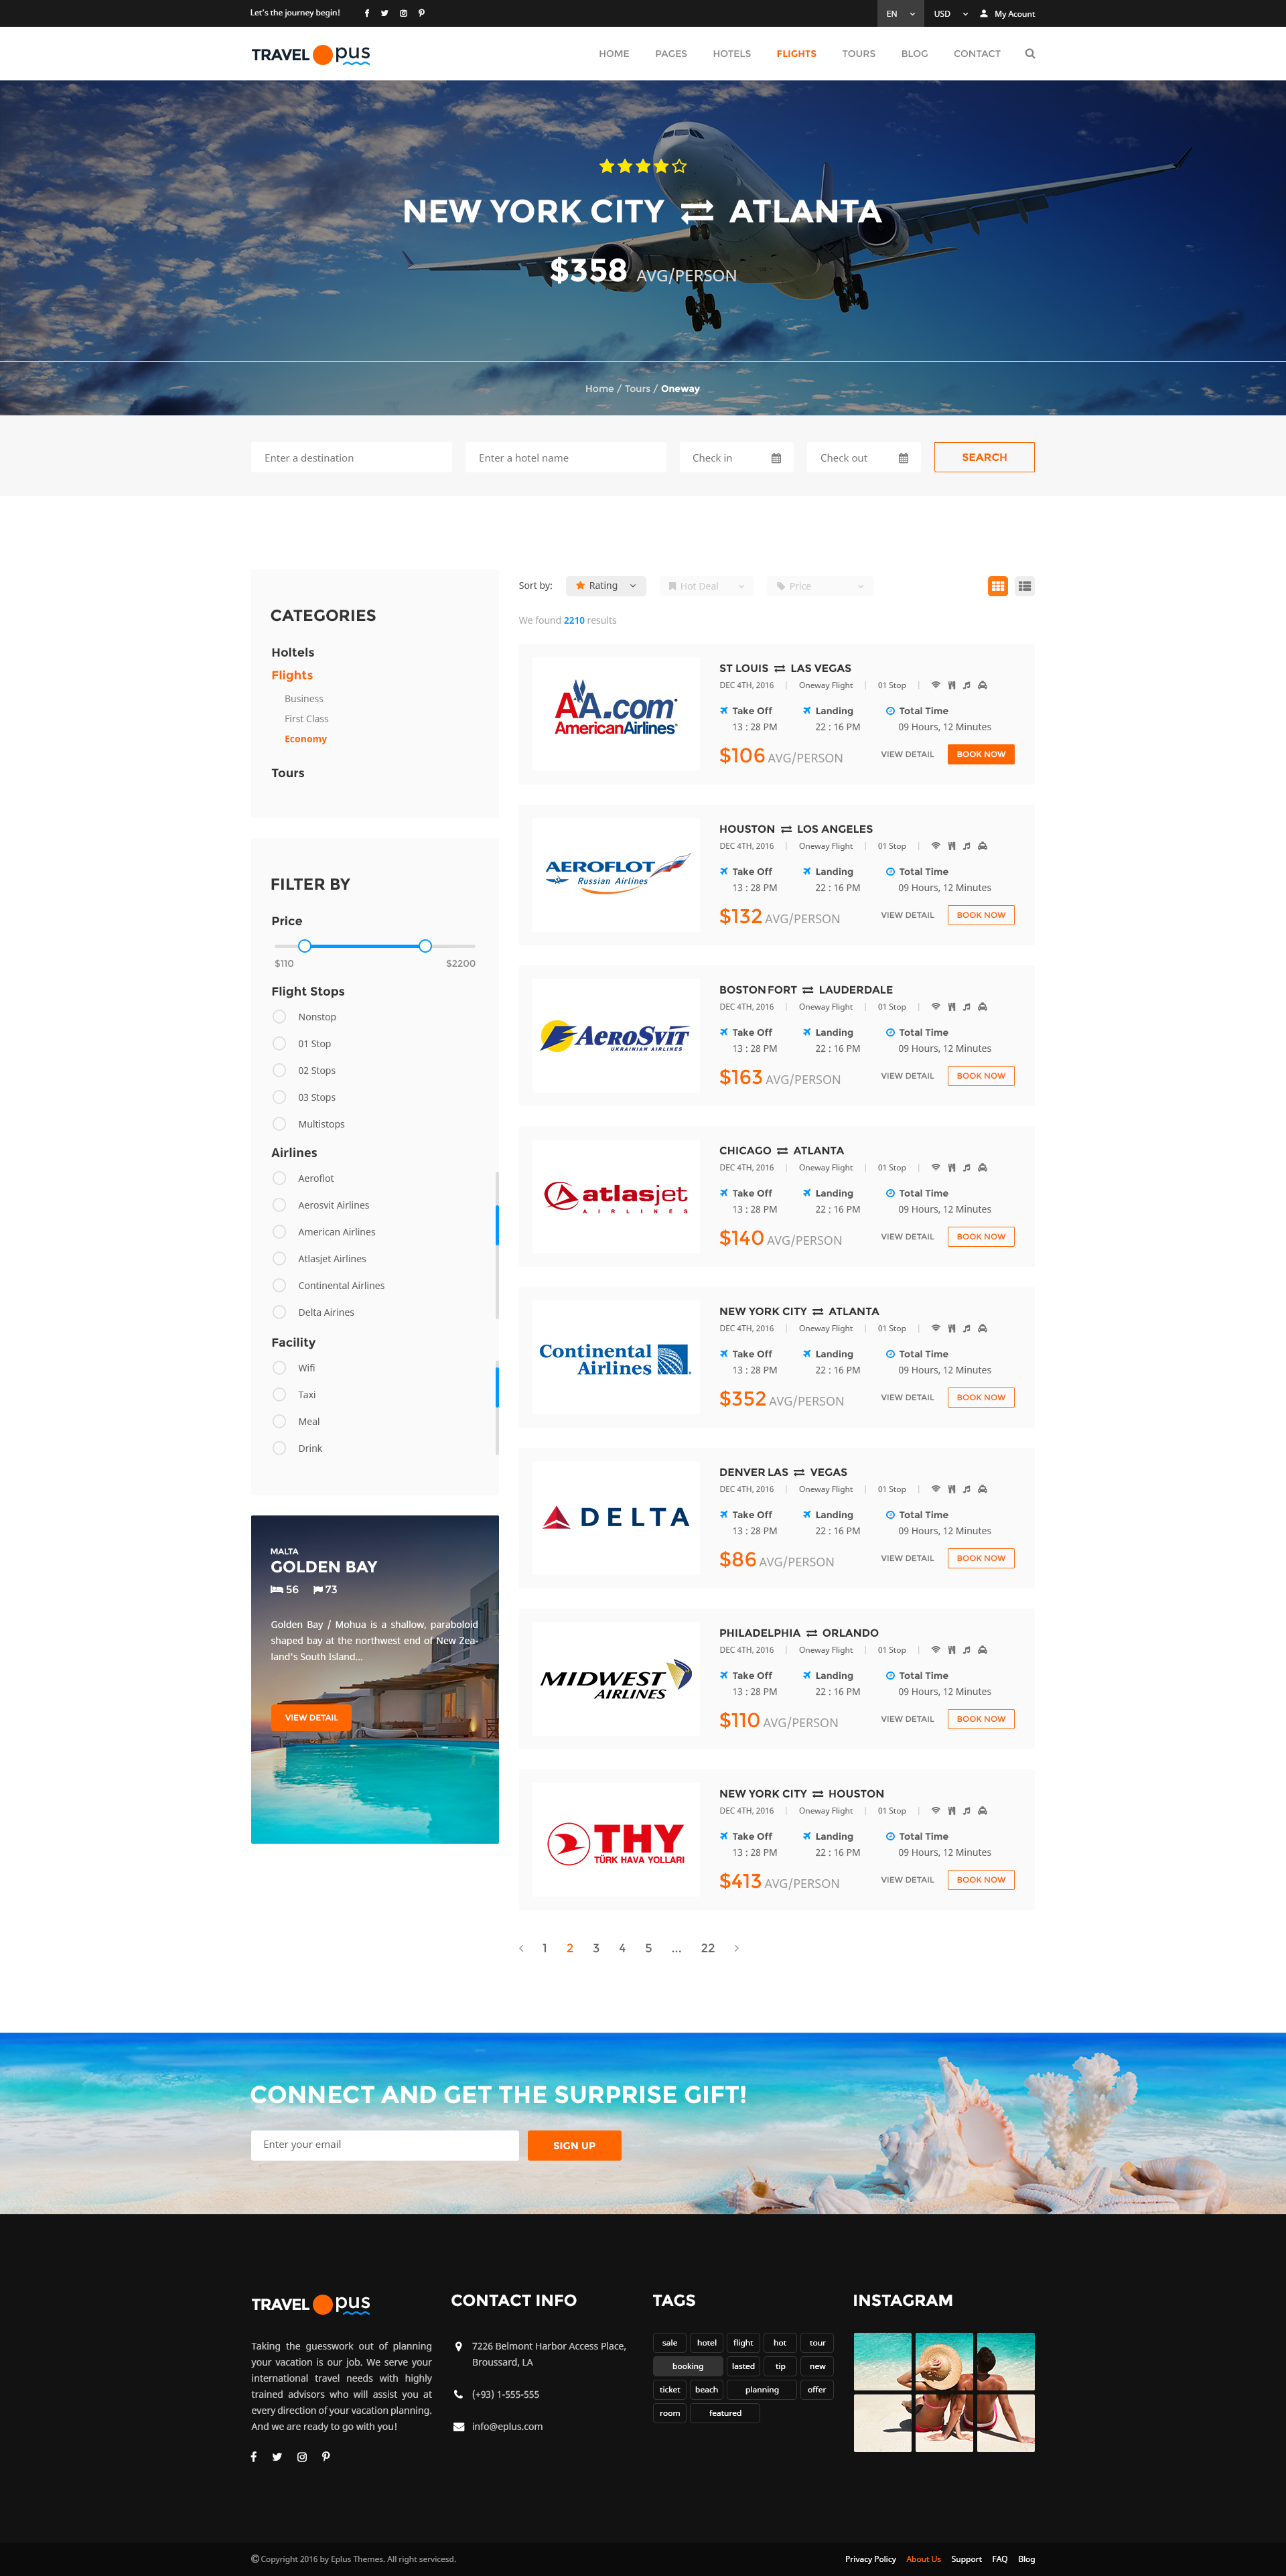 Let's the journey begin!
EN USD My Acount
TRAVEL Opus
HOME PAGES HOTELS FLIGHTS TOURS BLOG CONTACT
NEW YORK CITY ATLANTA
$358 AVG/PERSON
Home / Tours / Oneway
Enter a destination Enter a hotel name Check in Check out SEARCH
CATEGORIES
Holtels
Flights
Business
First Class
Economy
Tours
FILTER BY
Price
$110 $2200
Flight Stops
Nonstop
01 Stop
02 Stops
03 Stops
Multistops
Airlines
Aeroflot
Aerosvit Airlines
American Airlines
Atlasjet Airlines
Continental Airlines
Delta Airines
Facility
Wifi
Taxi
Meal
Drink
MALTA
GOLDEN BAY
56 73
Golden Bay / Mohua is a shallow, paraboloid
shaped bay at the northwest end of New Zea-
land's South Island...
VIEW DETAIL
Sort by: Rating Hot Deal Price
We found 2210 results
AA.com
AmericanAirlines
ST LOUIS LAS VEGAS
DEC 4TH, 2016 | Oneway Flight | 01 Stop |
Take Off Landing Total Time
13 : 28 PM 22 : 16 PM 09 Hours, 12 Minutes
$106 AVG/PERSON VIEW DETAIL BOOK NOW
AEROFLOT
Russian Airlines
HOUSTON LOS ANGELES
DEC 4TH, 2016 | Oneway Flight | 01 Stop |
Take Off Landing Total Time
13 : 28 PM 22 : 16 PM 09 Hours, 12 Minutes
$132 AVG/PERSON VIEW DETAIL BOOK NOW
AEROSVIT
UKRAINIAN AIRLINES
BOSTON FORT LAUDERDALE
DEC 4TH, 2016 | Oneway Flight | 01 Stop |
Take Off Landing Total Time
13 : 28 PM 22 : 16 PM 09 Hours, 12 Minutes
$163 AVG/PERSON VIEW DETAIL BOOK NOW
atlasjet
AIRLINES
CHICAGO ATLANTA
DEC 4TH, 2016 | Oneway Flight | 01 Stop |
Take Off Landing Total Time
13 : 28 PM 22 : 16 PM 09 Hours, 12 Minutes
$140 AVG/PERSON VIEW DETAIL BOOK NOW
Continental
Airlines
NEW YORK CITY ATLANTA
DEC 4TH, 2016 | Oneway Flight | 01 Stop |
Take Off Landing Total Time
13 : 28 PM 22 : 16 PM 09 Hours, 12 Minutes
$352 AVG/PERSON VIEW DETAIL BOOK NOW
DELTA
DENVER LAS VEGAS
DEC 4TH, 2016 | Oneway Flight | 01 Stop |
Take Off Landing Total Time
13 : 28 PM 22 : 16 PM 09 Hours, 12 Minutes
$86 AVG/PERSON VIEW DETAIL BOOK NOW
MIDWEST
AIRLINES
PHILADELPHIA ORLANDO
DEC 4TH, 2016 | Oneway Flight | 01 Stop |
Take Off Landing Total Time
13 : 28 PM 22 : 16 PM 09 Hours, 12 Minutes
$110 AVG/PERSON VIEW DETAIL BOOK NOW
THY
TÜRK HAVA YOLLARI
NEW YORK CITY HOUSTON
DEC 4TH, 2016 | Oneway Flight | 01 Stop |
Take Off Landing Total Time
13 : 28 PM 22 : 16 PM 09 Hours, 12 Minutes
$413 AVG/PERSON VIEW DETAIL BOOK NOW
1 2 3 4 5 ... 22
CONNECT AND GET THE SURPRISE GIFT!
Enter your email SIGN UP
TRAVEL Opus
Taking the guesswork out of planning
your vacation is our job. We serve your
international travel needs with highly
trained advisors who will assist you at
every direction of your vacation planning.
And we are ready to go with you!
CONTACT INFO
7226 Belmont Harbor Access Place,
Broussard, LA
(+93) 1-555-555
info@eplus.com
TAGS
sale hotel flight hot tour
booking lasted tip new
ticket beach planning offer
room featured
INSTAGRAM
© Copyright 2016 by Eplus Themes. All right servicesd.
Privacy Policy About Us Support FAQ Blog